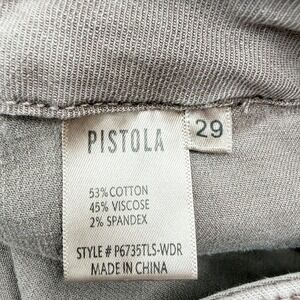 PISTOLA
29
53% COTTON
45% VISCOSE
2% SPANDEX
STYLE # P6735TLS-WDR
MADE IN CHINA